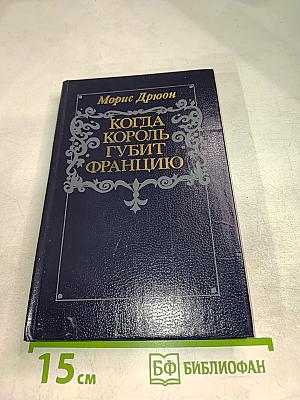 Морис Дрюон
КОГДА
КОРОЛЬ
ГУБИТ
ФРАНЦИЮ
15 см
БФ БИБЛИОФАН